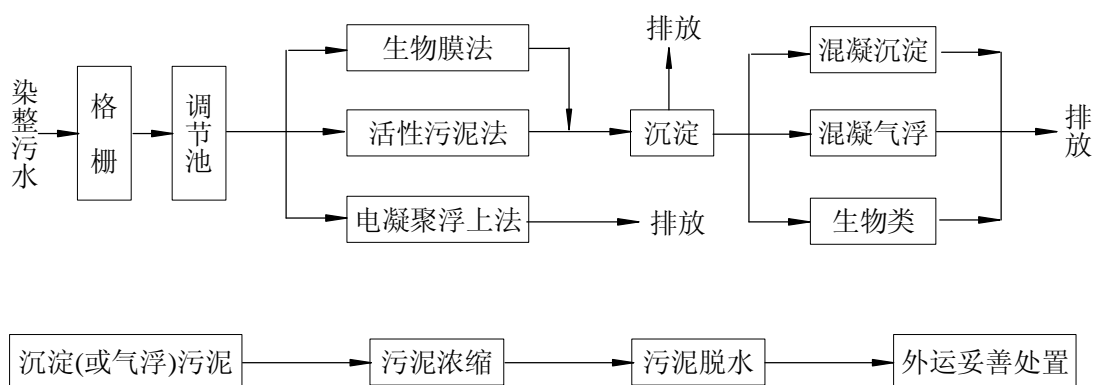 染整污水
格栅
调节池
生物膜法
活性污泥法
电凝聚浮上法
排放
排放
沉淀
混凝沉淀
混凝气浮
生物类
排放
沉淀(或气浮)污泥
污泥浓缩
污泥脱水
外运妥善处置